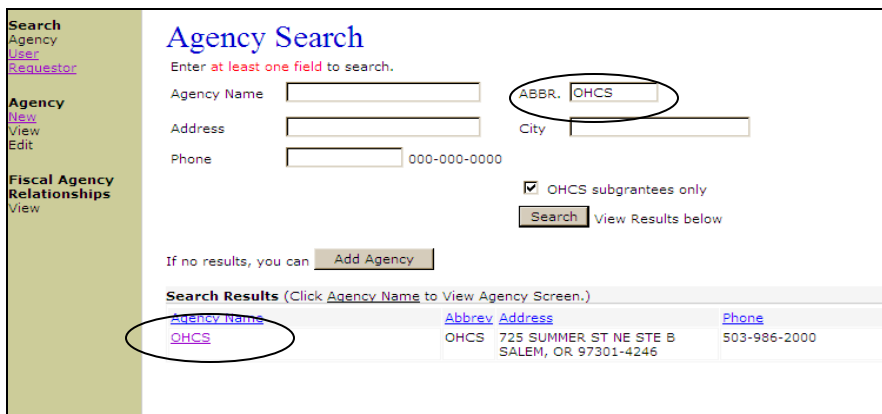 Search
Agency
User
Requestor
Agency
New
View
Edit
Fiscal Agency
Relationships
View
Agency Search
Enter at least one field to search.
Agency Name ABBR. OHCS
Address City
Phone 000-000-0000
OHCS subgrantees only
Search View Results below
If no results, you can Add Agency
Search Results (Click Agency Name to View Agency Screen.)
Agency Name Abbrev Address Phone
OHCS OHCS 725 SUMMER ST NE STE B 503-986-2000
SALEM, OR 97301-4246